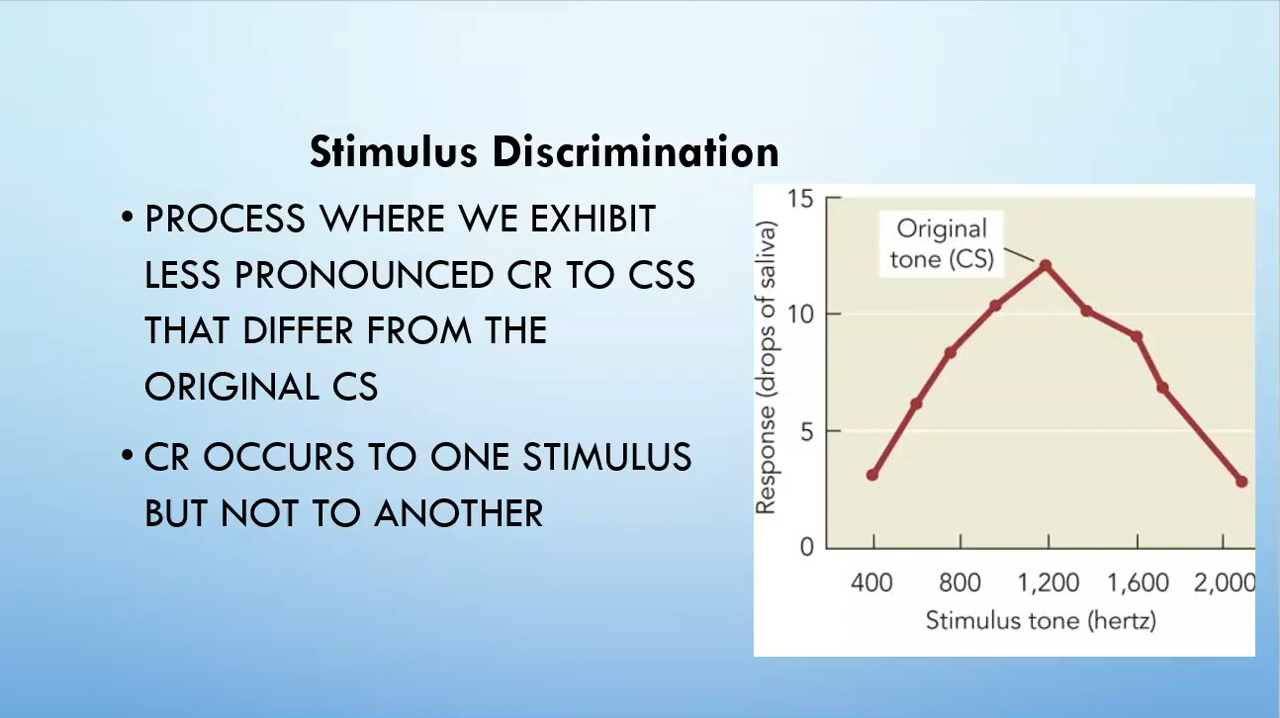 Stimulus Discrimination
• PROCESS WHERE WE EXHIBIT
LESS PRONOUNCED CR TO CSS
THAT DIFFER FROM THE
ORIGINAL CS
• CR OCCURS TO ONE STIMULUS
BUT NOT TO ANOTHER
Response (drops of saliva)
15
10
5
0
Original
tone (CS)
400 800 1,200 1,600 2,000
Stimulus tone (hertz)